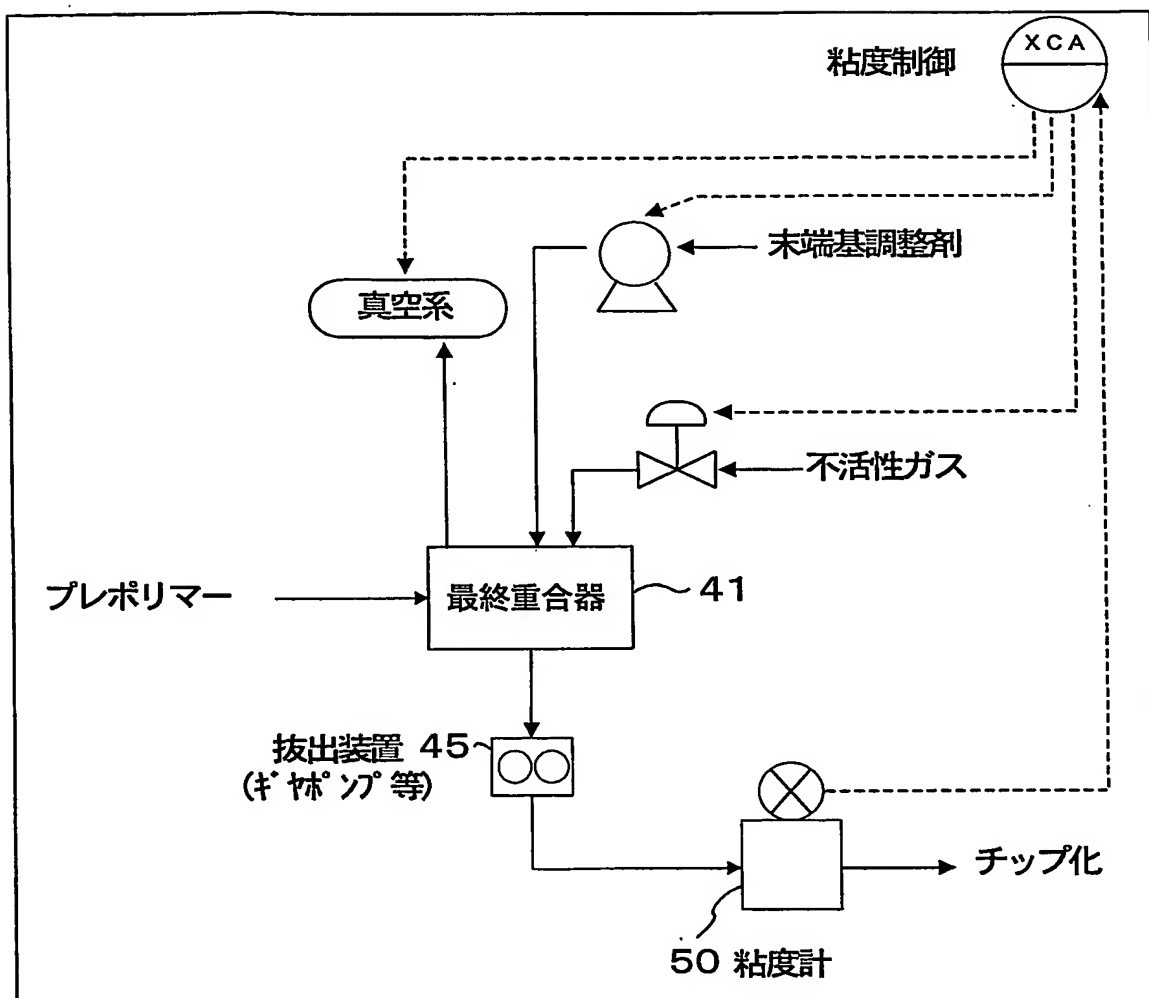 XCA
粘度制御
末端基調整剤
真空系
不活性ガス
プレポリマー
最終重合器
41
抜出装置 45
(ｷﾞﾔﾎﾟﾝﾌﾟ等)
チップ化
50 粘度計